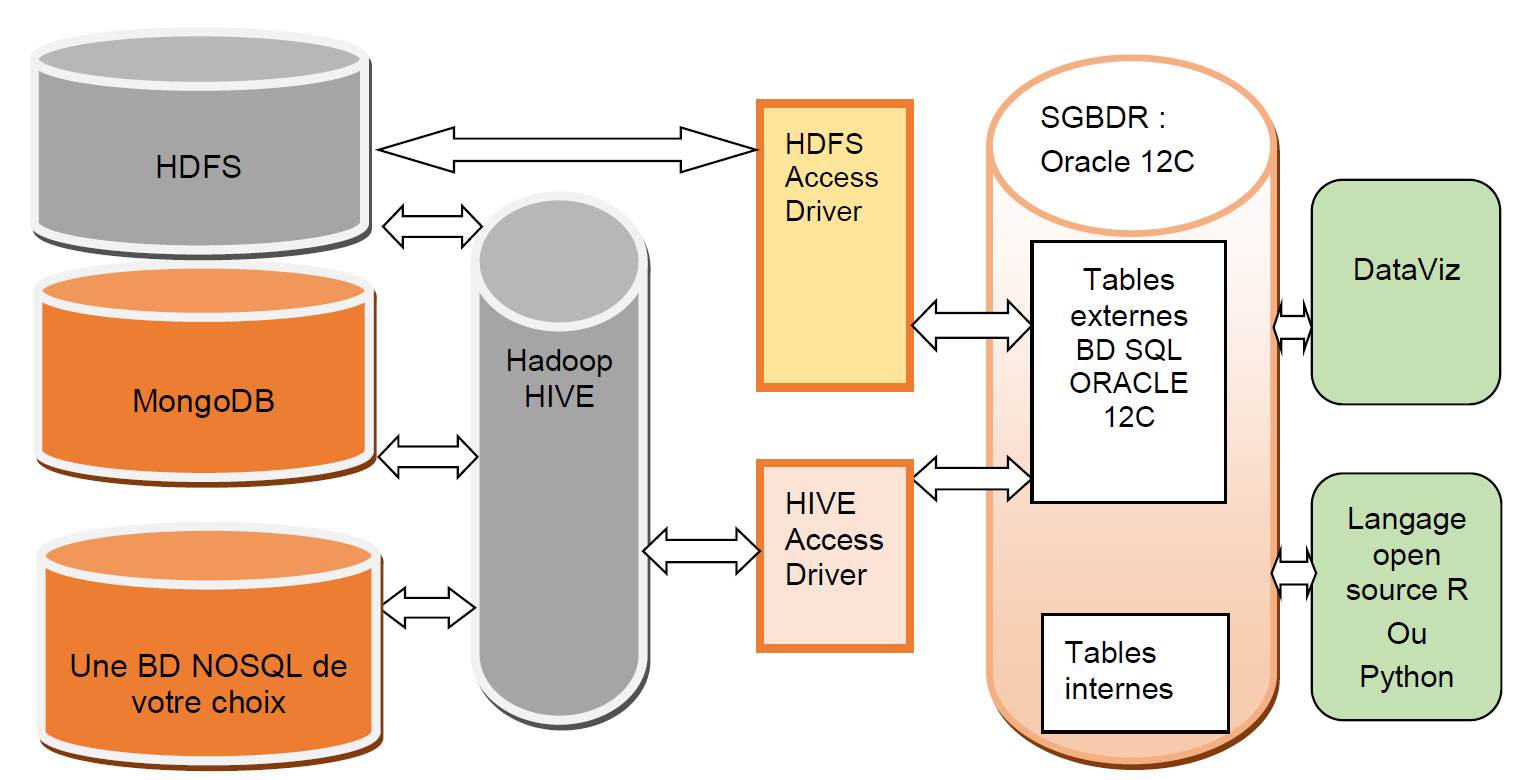 HDFS
MongoDB
Une BD NOSQL de
votre choix
Hadoop
HIVE
HDFS
Access
Driver
HIVE
Access
Driver
SGBDR :
Oracle 12C
Tables
externes
BD SQL
ORACLE
12C
Tables
internes
DataViz
Langage
open
source R
Ou
Python